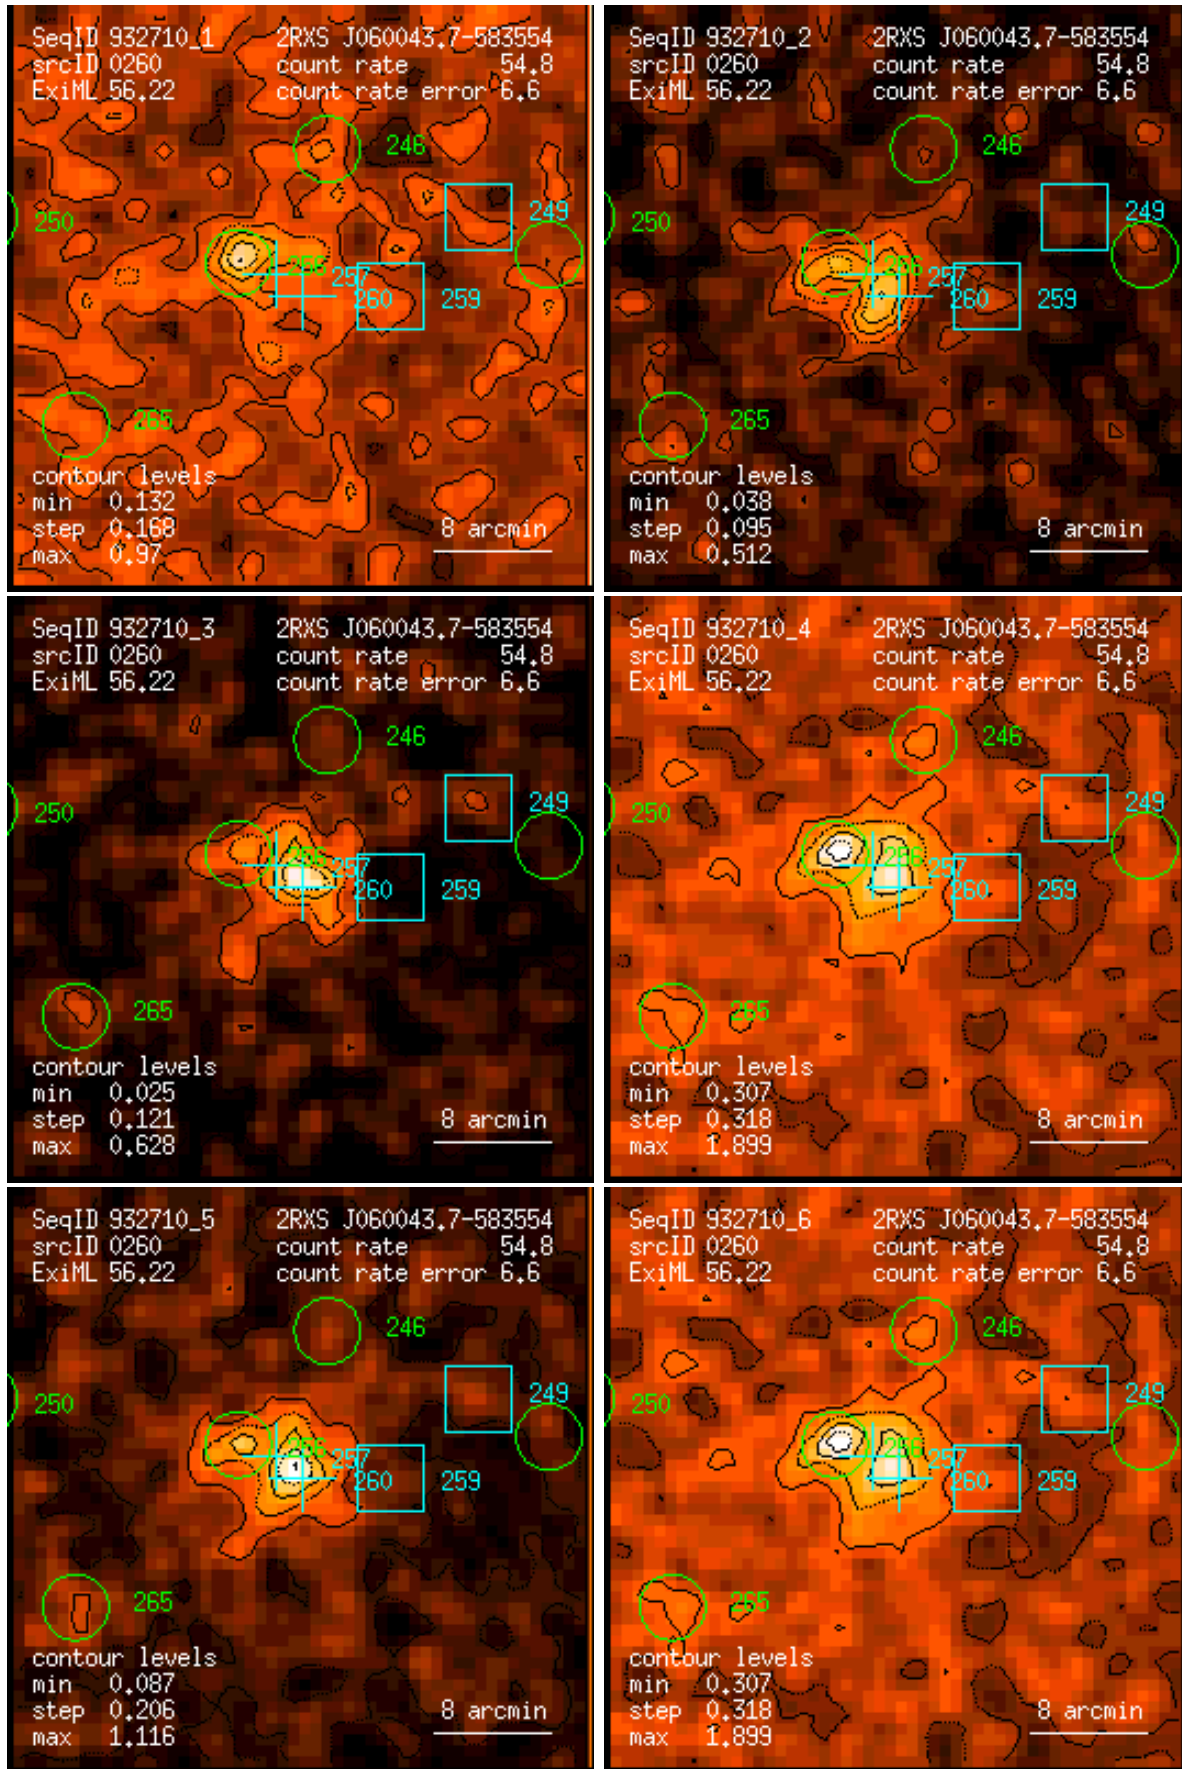 SeqID 932710_1 2RXS J060043.7-583554
srcID 0260 count rate 54.8
ExiML 56.22 count rate error 6.6
246
249
250
256
257
260 259
265
contour levels
min 0.132
step 0.168 8 arcmin
max 0.97
SeqID 932710_2 2RXS J060043.7-583554
srcID 0260 count rate 54.8
ExiML 56.22 count rate error 6.6
246
249
250
256
257
260 259
265
contour levels
min 0.038
step 0.095 8 arcmin
max 0.512
SeqID 932710_3 2RXS J060043.7-583554
srcID 0260 count rate 54.8
ExiML 56.22 count rate error 6.6
246
249
250
256
257
260 259
265
contour levels
min 0.025
step 0.121 8 arcmin
max 0.628
SeqID 932710_4 2RXS J060043.7-583554
srcID 0260 count rate 54.8
ExiML 56.22 count rate error 6.6
246
249
250
256
257
260 259
265
contour levels
min 0.307
step 0.318 8 arcmin
max 1.899
SeqID 932710_5 2RXS J060043.7-583554
srcID 0260 count rate 54.8
ExiML 56.22 count rate error 6.6
246
249
250
256
257
260 259
265
contour levels
min 0.087
step 0.206 8 arcmin
max 1.116
SeqID 932710_6 2RXS J060043.7-583554
srcID 0260 count rate 54.8
ExiML 56.22 count rate error 6.6
246
249
250
256
257
260 259
265
contour levels
min 0.307
step 0.318 8 arcmin
max 1.899